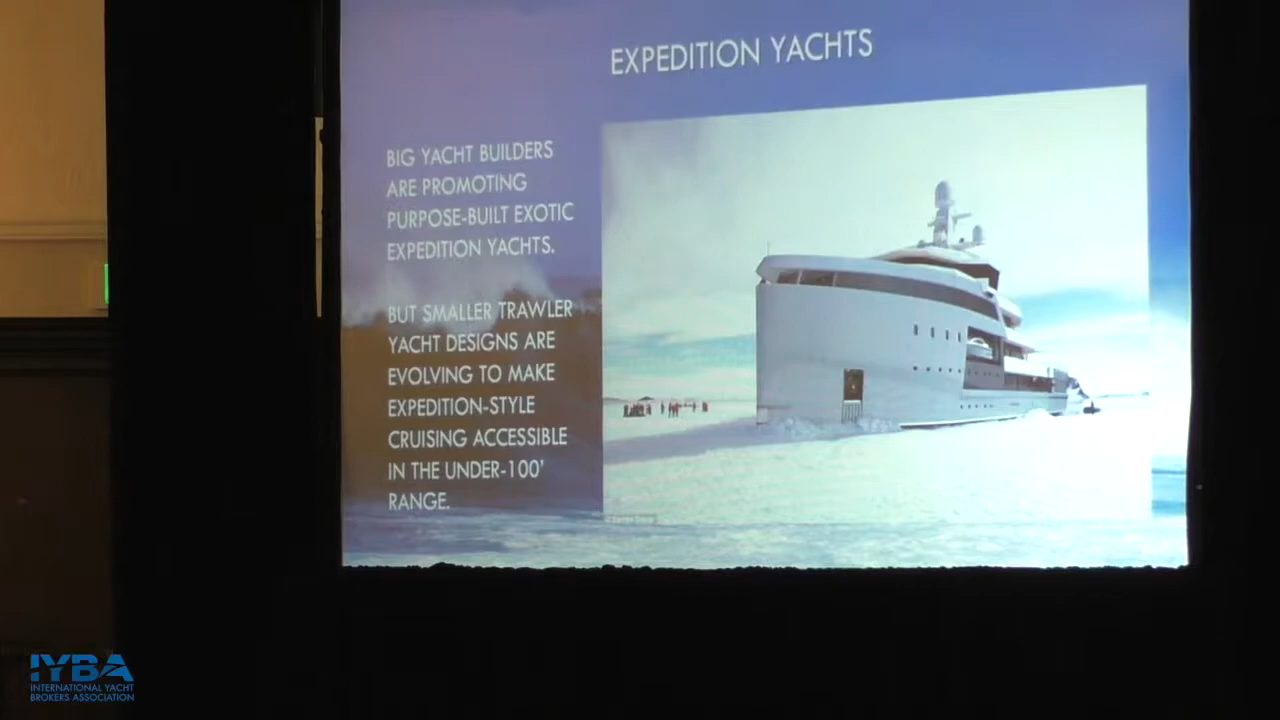 EXPEDITION YACHTS
BIG YACHT BUILDERS
ARE PROMOTING
PURPOSE-BUILT EXOTIC
EXPEDITION YACHTS.
BUT SMALLER TRAWLER
YACHT DESIGNS ARE
EVOLVING TO MAKE
EXPEDITION-STYLE
CRUISING ACCESSIBLE
IN THE UNDER-100'
RANGE.
IYBA
INTERNATIONAL YACHT
BROKERS ASSOCIATION